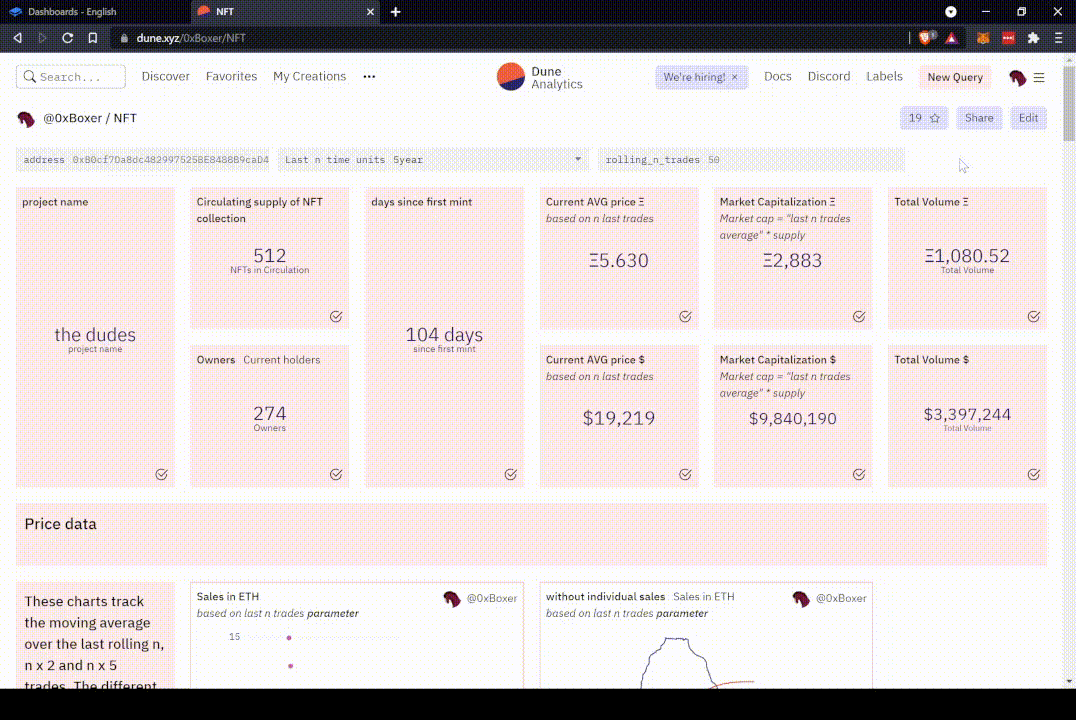 Dashboards - English
NFT
dune.xyz/0xBoxer/NFT
Search...
Discover
Favorites
My Creations
Dune
Analytics
We're hiring!
Docs
Discord
Labels
New Query
@0xBoxer / NFT
19
Share
Edit
Last n time units 5year
rolling_n_trades 50
project name
the dudes
project name
Circulating supply of NFT
collection
512
NFTs in Circulation
days since first mint
104 days
since first mint
Current AVG price Ξ
based on n last trades
Ξ5.630
Market Capitalization Ξ
Market cap = "last n trades
average" * supply
Ξ2,883
Total Volume Ξ
Ξ1,080.52
Total Volume
Owners Current holders
274
Owners
Current AVG price $
based on n last trades
$19,219
Market Capitalization $
Market cap = "last n trades
average" * supply
$9,840,190
Total Volume $
$3,397,244
Total Volume
Price data
These charts track
the moving average
over the last rolling n,
n x 2 and n x 5
trades. The different
Sales in ETH
@0xBoxer
based on last n trades parameter
15
without individual sales Sales in ETH
@0xBoxer
based on last n trades parameter